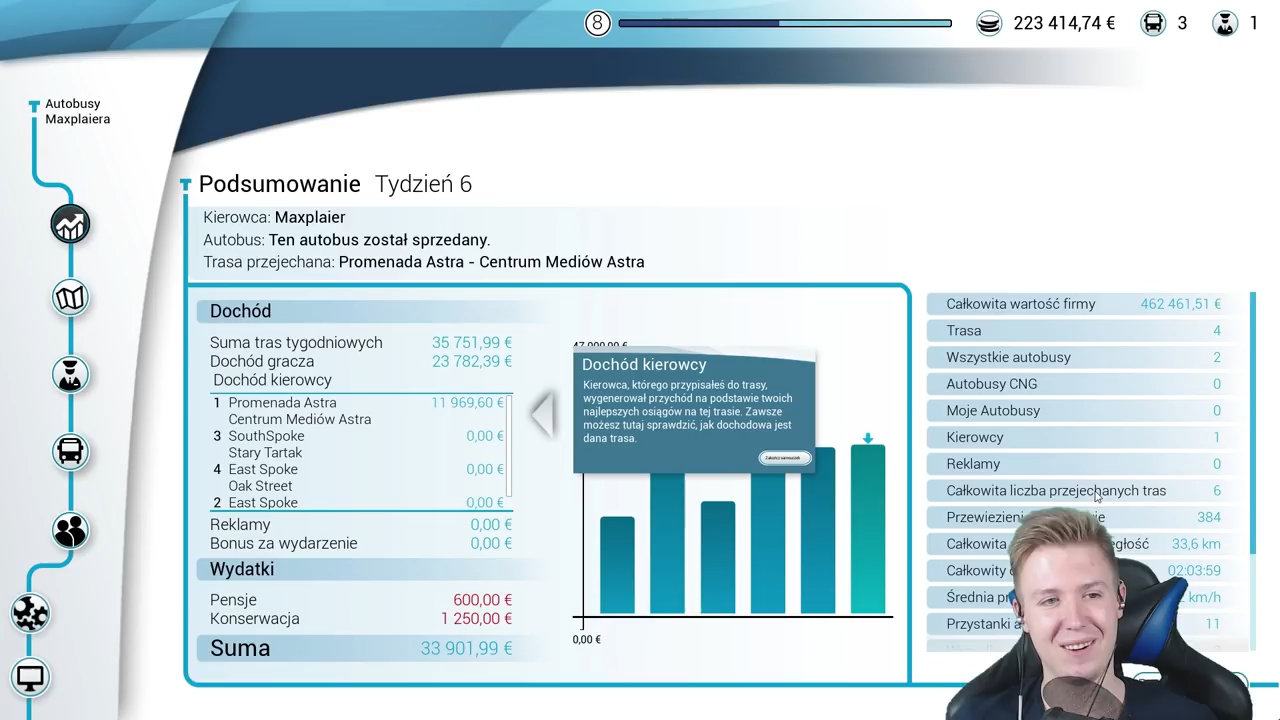 8
223 414,74 €
3
1
Autobusy
Maxplaiera
Podsumowanie Tydzień 6
Kierowca: Maxplaier
Autobus: Ten autobus został sprzedany.
Trasa przejechana: Promenada Astra - Centrum Mediów Astra
Dochód
Suma tras tygodniowych 35 751,99 €
Dochód gracza 23 782,39 €
Dochód kierowcy
1 Promenada Astra 11 969,60 €
Centrum Mediów Astra
3 SouthSpoke 0,00 €
Stary Tartak
4 East Spoke 0,00 €
Oak Street
2 East Spoke 0,00 €
Reklamy 0,00 €
Bonus za wydarzenie 0,00 €
Wydatki
Pensje 600,00 €
Konserwacja 1 250,00 €
Suma 33 901,99 €
Dochód kierowcy
Kierowca, którego przypisałeś do trasy,
wygenerował przychód na podstawie twoich
najlepszych osiągów na tej trasie. Zawsze
możesz tutaj sprawdzić, jak dochodowa jest
dana trasa.
Zakończ samouczek
0,00 €
Całkowita wartość firmy 462 461,51 €
Trasa 4
Wszystkie autobusy 2
Autobusy CNG 0
Moje Autobusy 0
Kierowcy 1
Reklamy 0
Całkowita liczba przejechanych tras 6
384
Całkowita 33,6 km
Całkowity 02:03:59
Średnia km/h
Przystanki 11